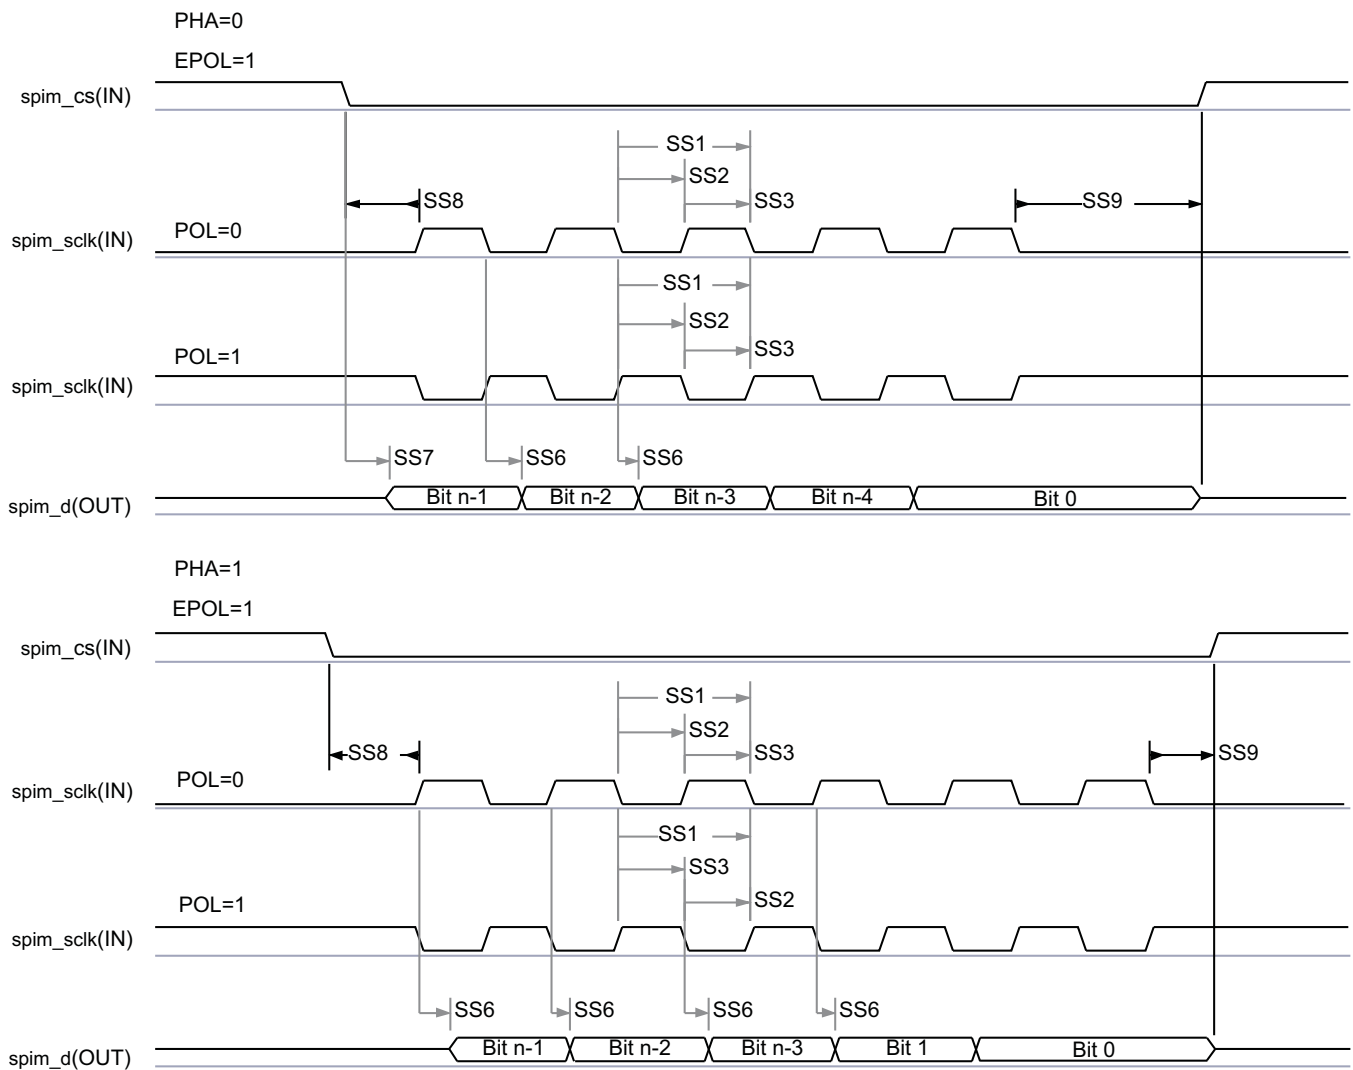 PHA=0
EPOL=1
spim_cs(IN)
SS1
SS2
SS8
SS3
SS9
POL=0
spim_sclk(IN)
SS1
SS2
SS3
POL=1
spim_sclk(IN)
SS7
SS6
SS6
Bit n-1
Bit n-2
Bit n-3
Bit n-4
Bit 0
spim_d(OUT)
PHA=1
EPOL=1
spim_cs(IN)
SS1
SS2
SS8
SS3
SS9
POL=0
spim_sclk(IN)
SS1
SS3
SS2
POL=1
spim_sclk(IN)
SS6
SS6
SS6
SS6
Bit n-1
Bit n-2
Bit n-3
Bit 1
Bit 0
spim_d(OUT)